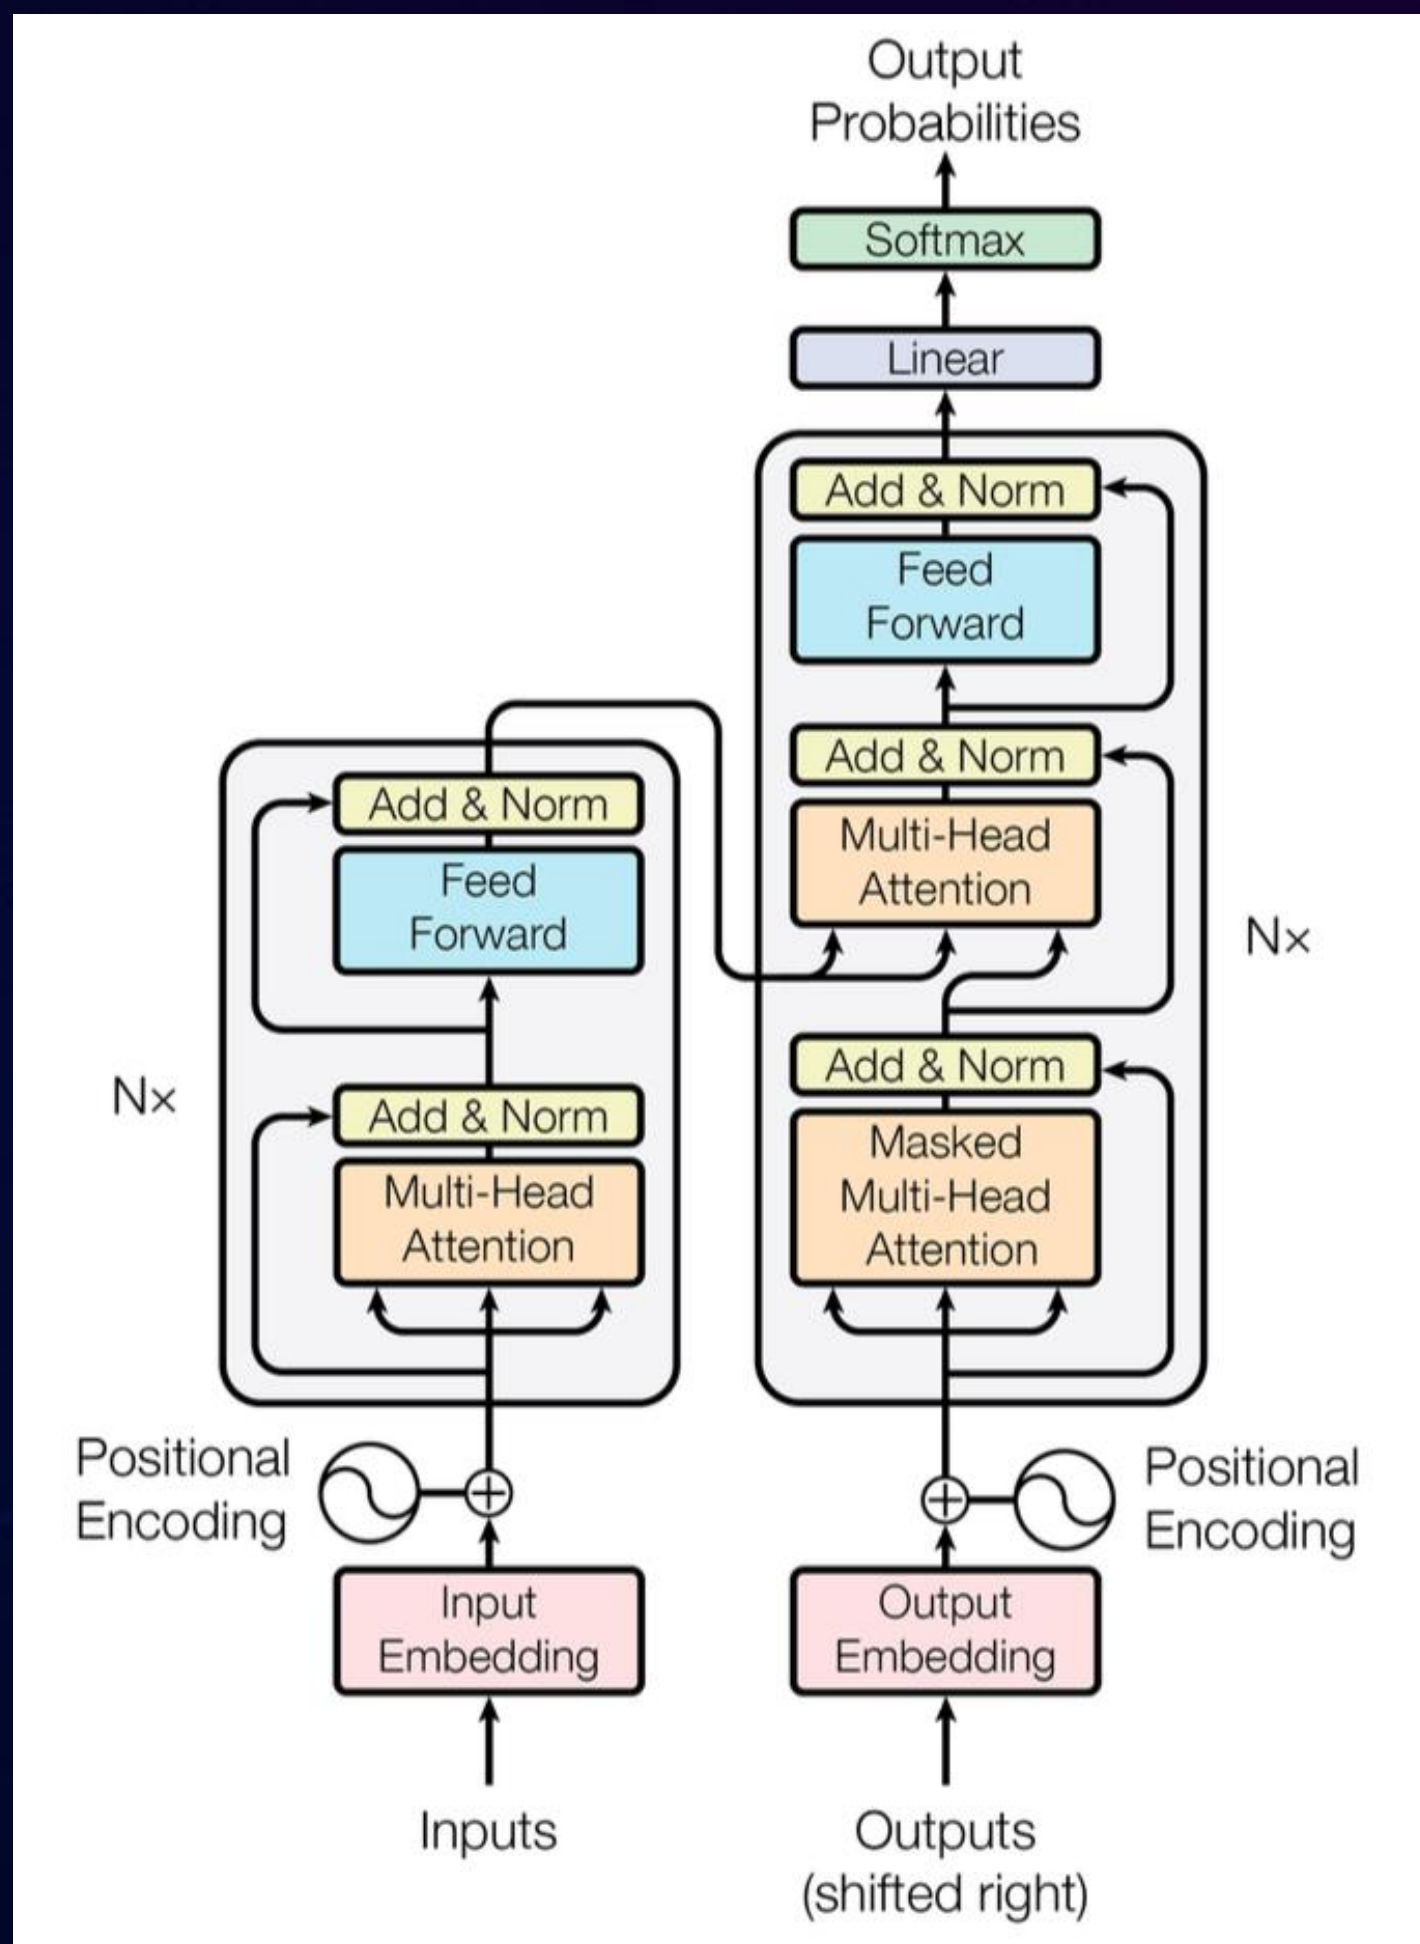 Output
Probabilities
Softmax
Linear
Add & Norm
Feed
Forward
Add & Norm
Multi-Head
Attention
Nx
Add & Norm
Masked
Multi-Head
Attention
Add & Norm
Feed
Forward
Nx
Add & Norm
Multi-Head
Attention
Positional
Encoding
Positional
Encoding
Input
Embedding
Output
Embedding
Inputs
Outputs
(shifted right)